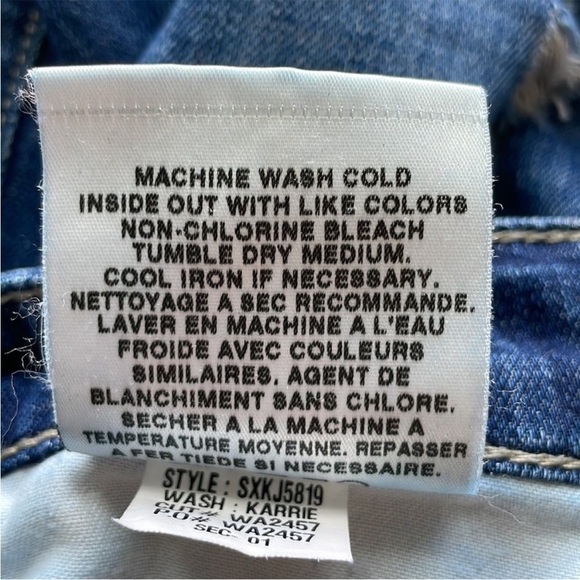 MACHINE WASH COLD
INSIDE OUT WITH LIKE COLORS
NON-CHLORINE BLEACH
TUMBLE DRY MEDIUM.
COOL IRON IF NECESSARY.
NETTOYAGE A SEC RECOMMANDE.
LAVER EN MACHINE A L'EAU
FROIDE AVEC COULEURS
SIMILAIRES. AGENT DE
BLANCHIMENT SANS CHLORE.
SECHER A LA MACHINE A
TEMPERATURE MOYENNE. REPASSER
A FER TIEDE SI NECESSAIRE.
STYLE: SXKJ5819
WASH: KARRIE
CUT# WA2457
P.O# WA2457
SEC- 01